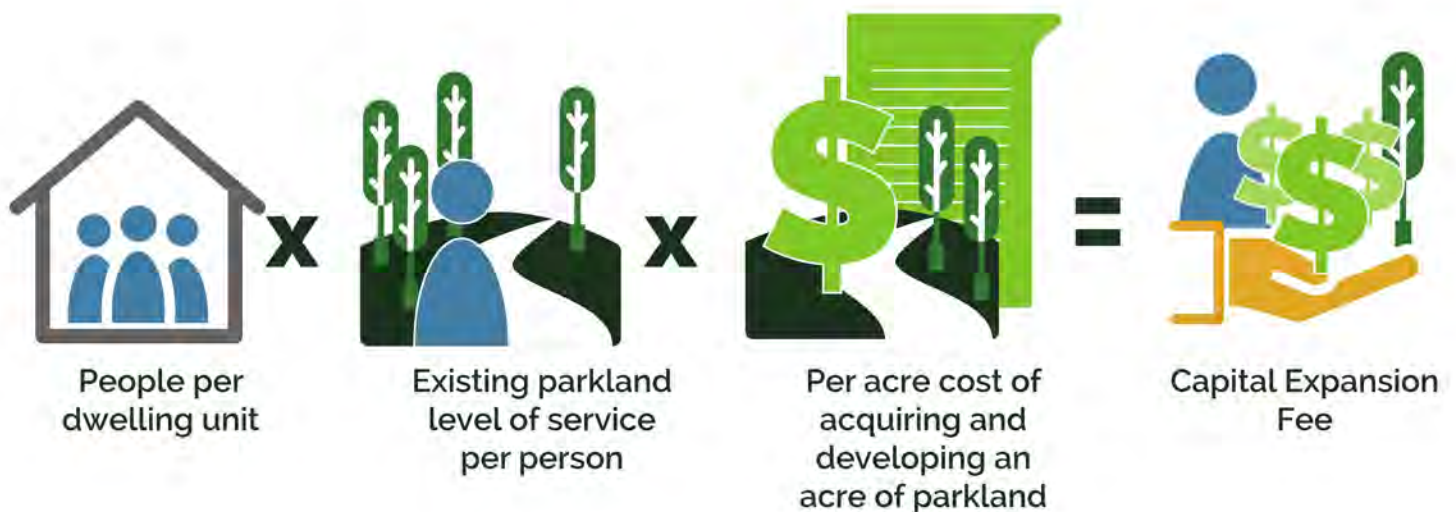 x
x
=
People per
dwelling unit
Existing parkland
level of service
per person
Per acre cost of
acquiring and
developing an
acre of parkland
Capital Expansion
Fee